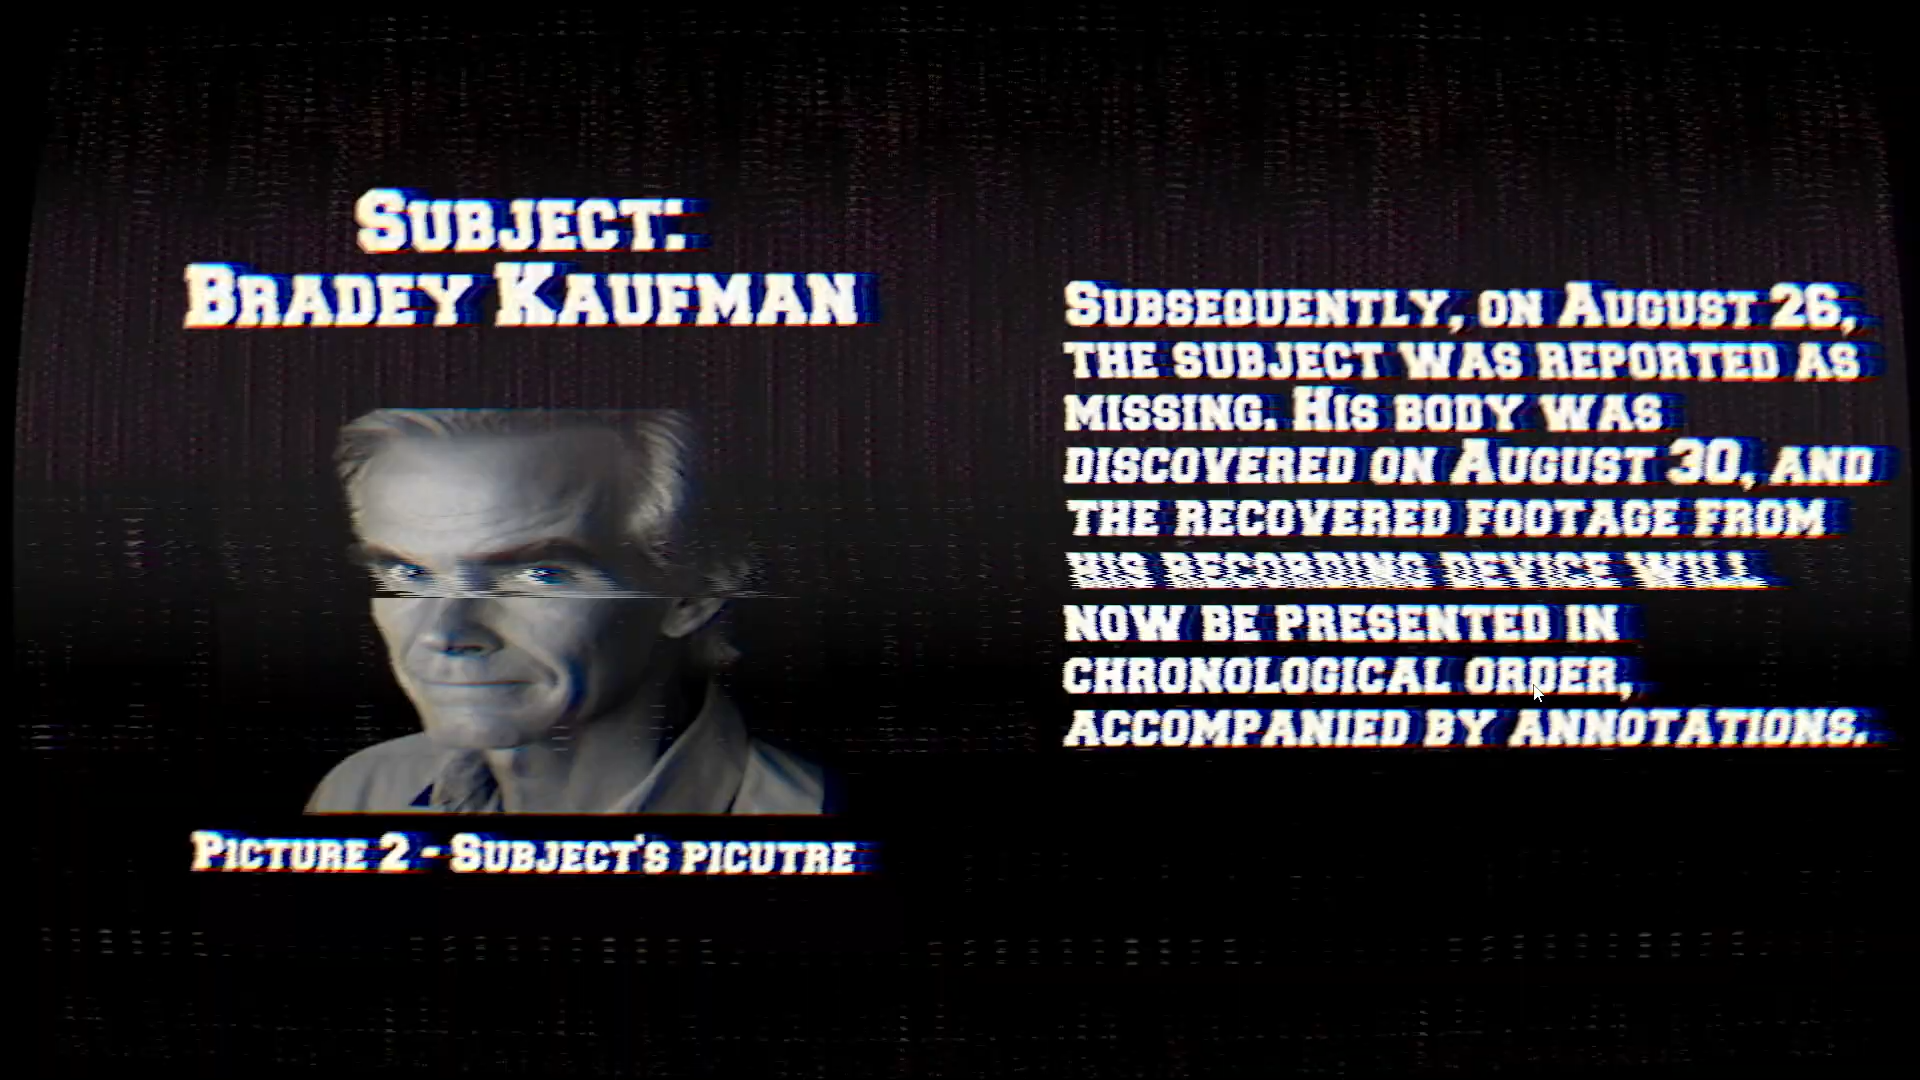 Subject:
Bradey Kaufman
Subsequently, on August 26,
the subject was reported as
missing. His body was
discovered on August 30, and
the recovered footage from
his recording device will
now be presented in
chronological order,
accompanied by annotations.
Picture 2 - Subject's picutre